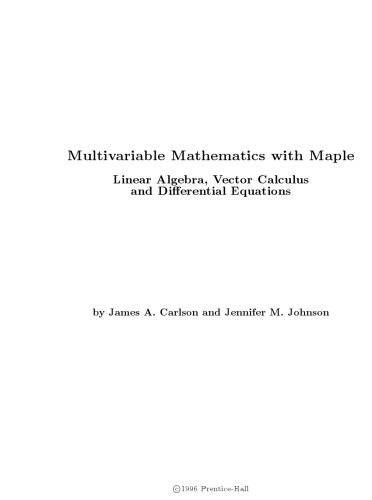 Multivariable Mathematics with Maple
Linear Algebra, Vector Calculus
and Differential Equations
by James A. Carlson and Jennifer M. Johnson
©1996 Prentice-Hall